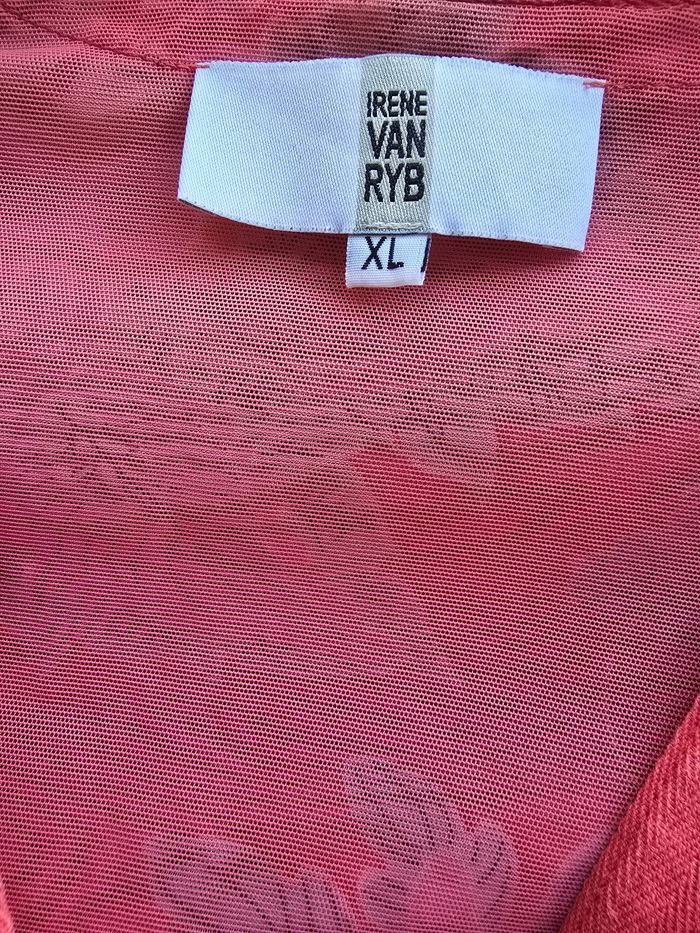 IRENE
VAN
RYB
XL